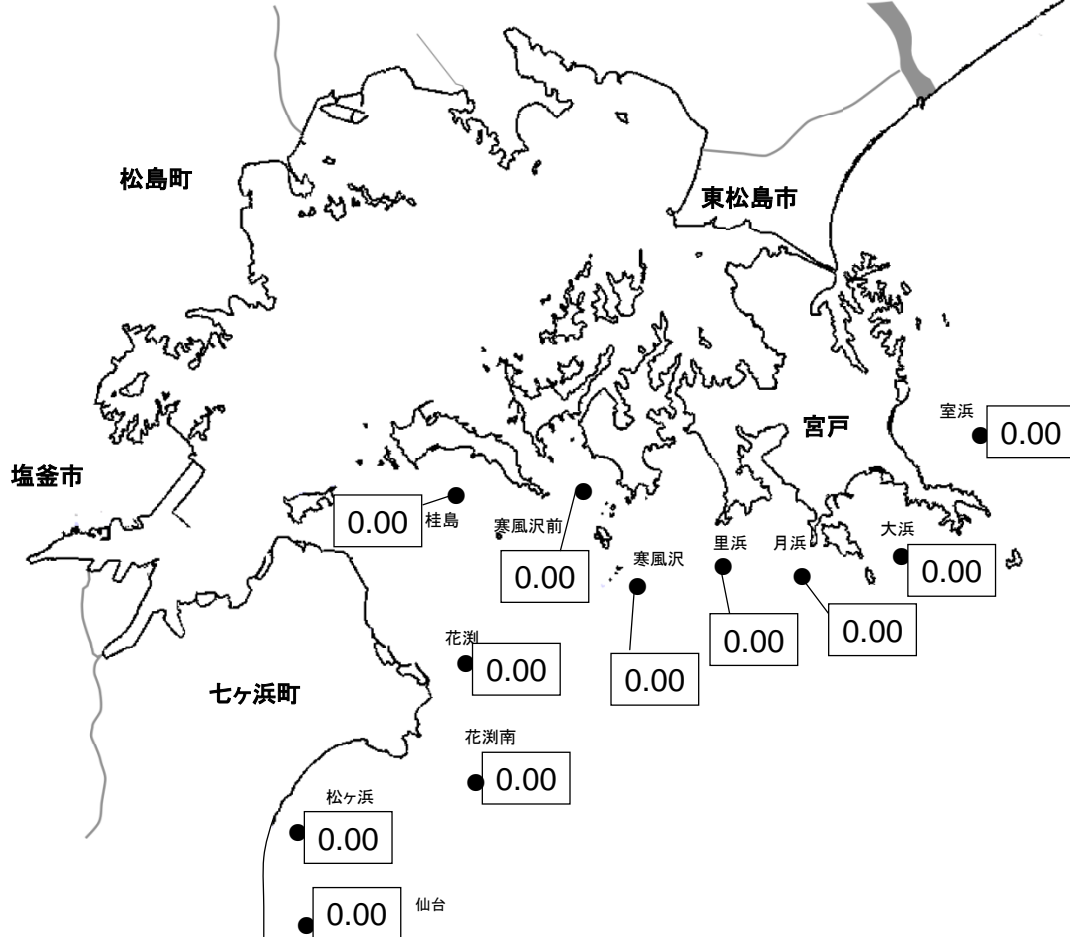 松島町
東松島市
宮戸
室浜
0.00
塩釜市
0.00
桂島
寒風沢前
0.00
寒風沢
0.00
里浜
0.00
月浜
0.00
大浜
0.00
花渕
0.00
七ヶ浜町
花渕南
0.00
松ヶ浜
0.00
0.00
仙台